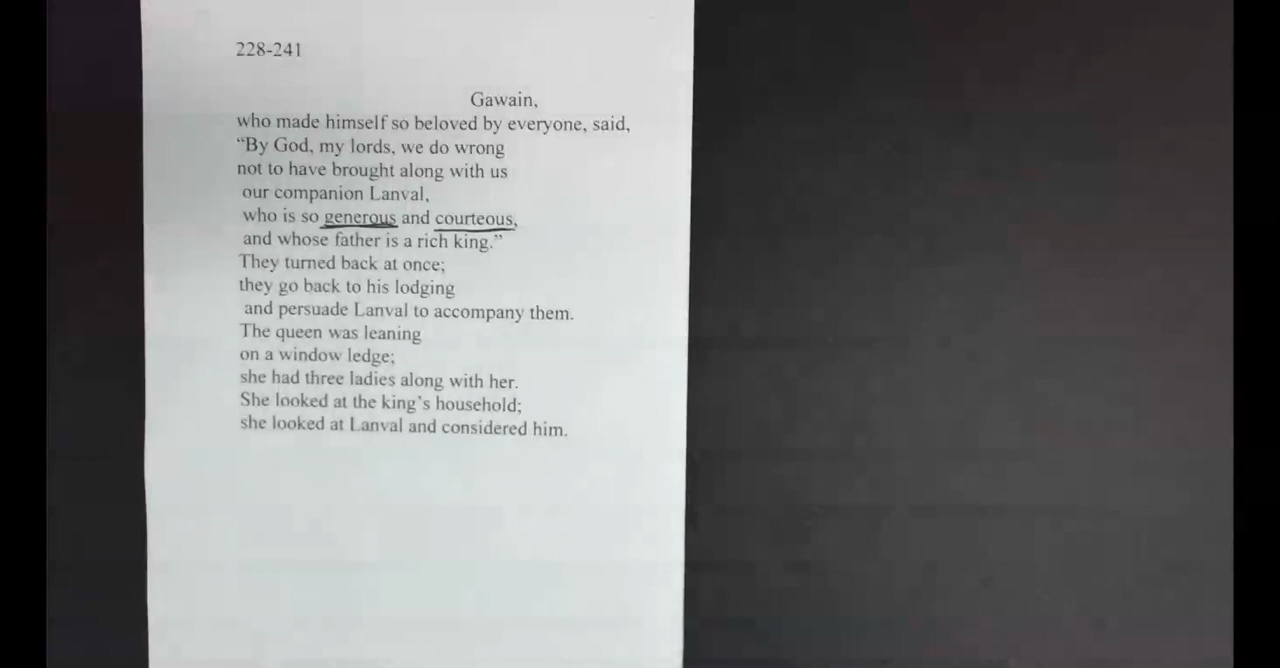 228-241
Gawain,
who made himself so beloved by everyone, said,
“By God, my lords, we do wrong
not to have brought along with us
our companion Lanval,
who is so generous and courteous,
and whose father is a rich king.”
They turned back at once;
they go back to his lodging
and persuade Lanval to accompany them.
The queen was leaning
on a window ledge;
she had three ladies along with her.
She looked at the king’s household;
she looked at Lanval and considered him.